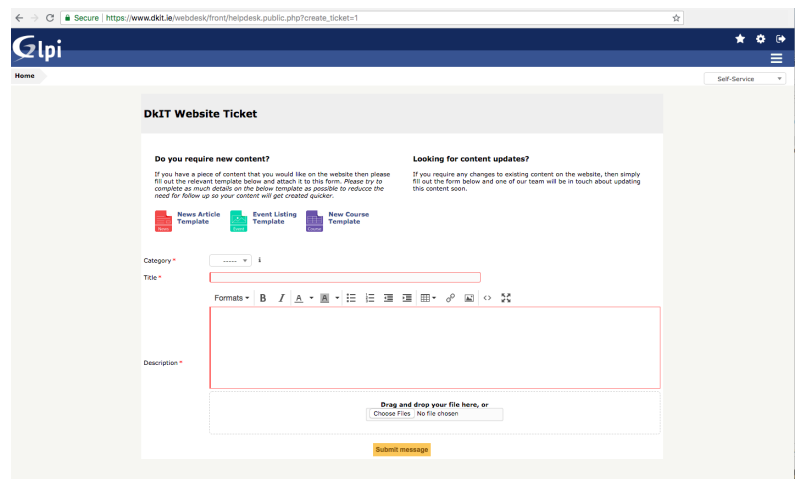 Secure | https://www.dkit.ie/webdesk/front/helpdesk.public.php?create_ticket=1
Glpi
Home
Self-Service
DkIT Website Ticket
Do you require new content?
If you have a piece of content that you would like on the website then please
fill out the relevant template below and attach it to this form. Please try to
complete as much details on the below template as possible to reducce the
need for follow up so your content will get created quicker.
Looking for content updates?
If you require any changes to existing content on the website, then simply
fill out the form below and one of our team will be in touch about updating
this content soon.
News
News Article
Template
Event
Event Listing
Template
Course
New Course
Template
Category *
----- i
Title *
Formats B I A A
Description *
Drag and drop your file here, or
Choose Files No file chosen
Submit message